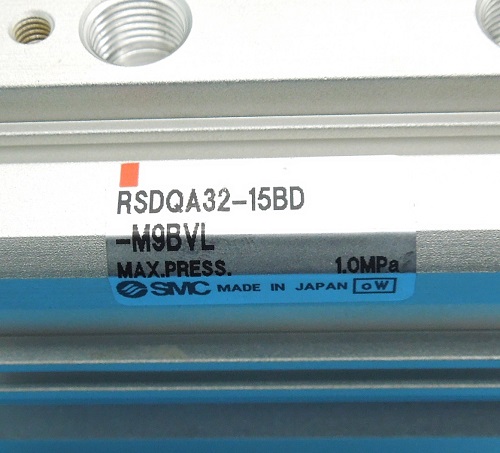 RSDQA32-15BD
-M9BVL
MAX.PRESS. 1.0MPa
SMC MADE IN JAPAN oW